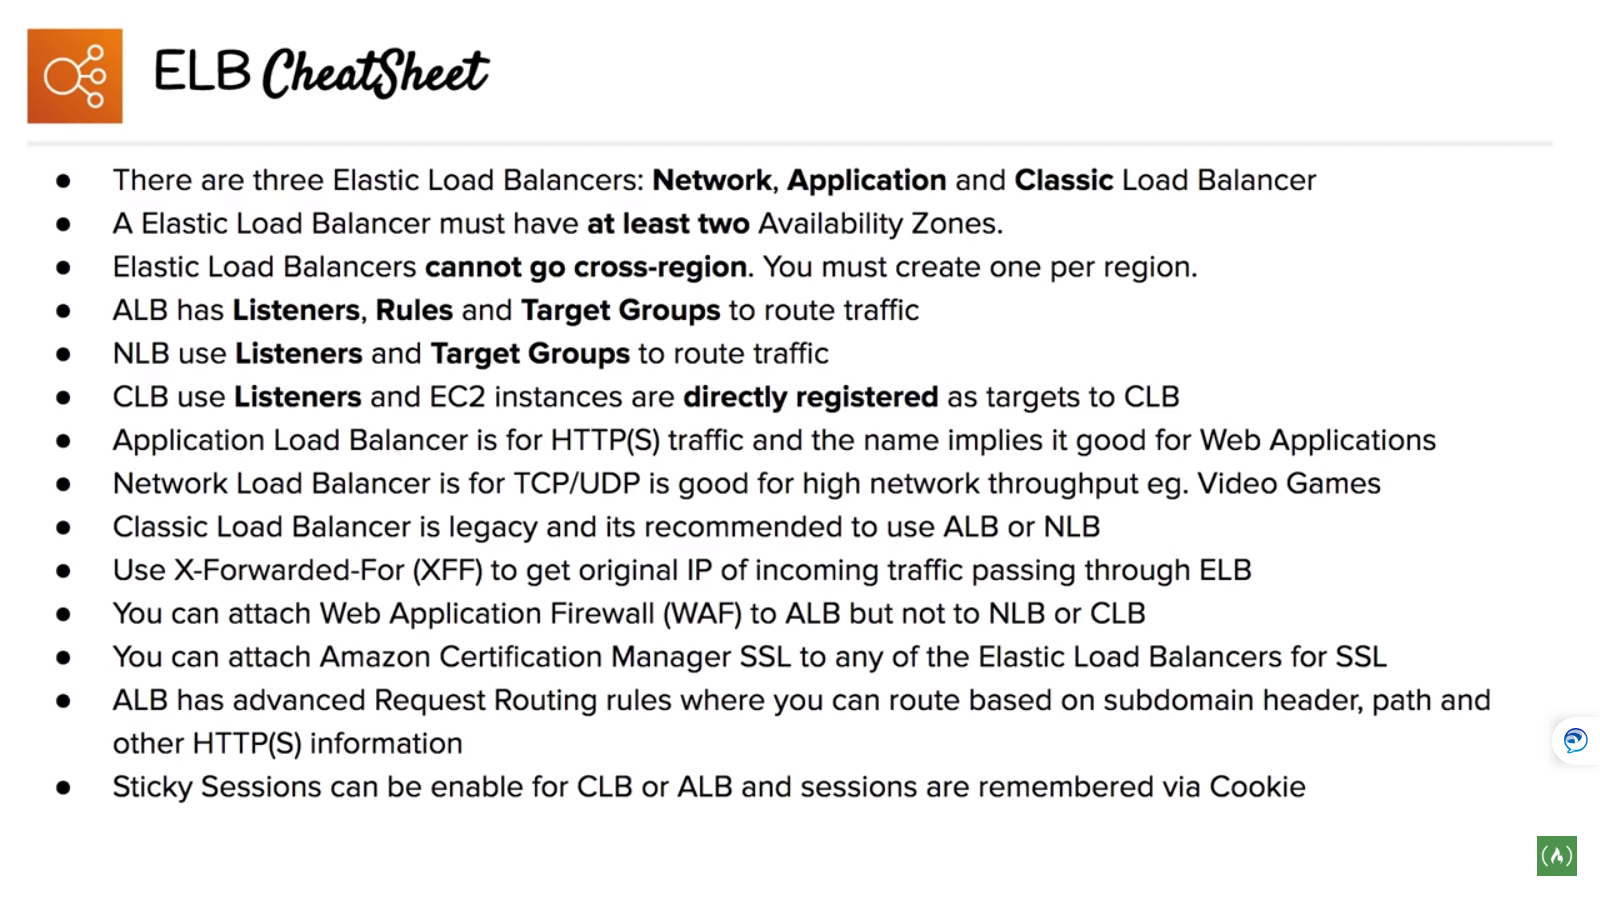 ELB CheatSheet
● There are three Elastic Load Balancers: Network, Application and Classic Load Balancer
● A Elastic Load Balancer must have at least two Availability Zones.
● Elastic Load Balancers cannot go cross-region. You must create one per region.
● ALB has Listeners, Rules and Target Groups to route traffic
● NLB use Listeners and Target Groups to route traffic
● CLB use Listeners and EC2 instances are directly registered as targets to CLB
● Application Load Balancer is for HTTP(S) traffic and the name implies it good for Web Applications
● Network Load Balancer is for TCP/UDP is good for high network throughput eg. Video Games
● Classic Load Balancer is legacy and its recommended to use ALB or NLB
● Use X-Forwarded-For (XFF) to get original IP of incoming traffic passing through ELB
● You can attach Web Application Firewall (WAF) to ALB but not to NLB or CLB
● You can attach Amazon Certification Manager SSL to any of the Elastic Load Balancers for SSL
● ALB has advanced Request Routing rules where you can route based on subdomain header, path and
other HTTP(S) information
● Sticky Sessions can be enable for CLB or ALB and sessions are remembered via Cookie